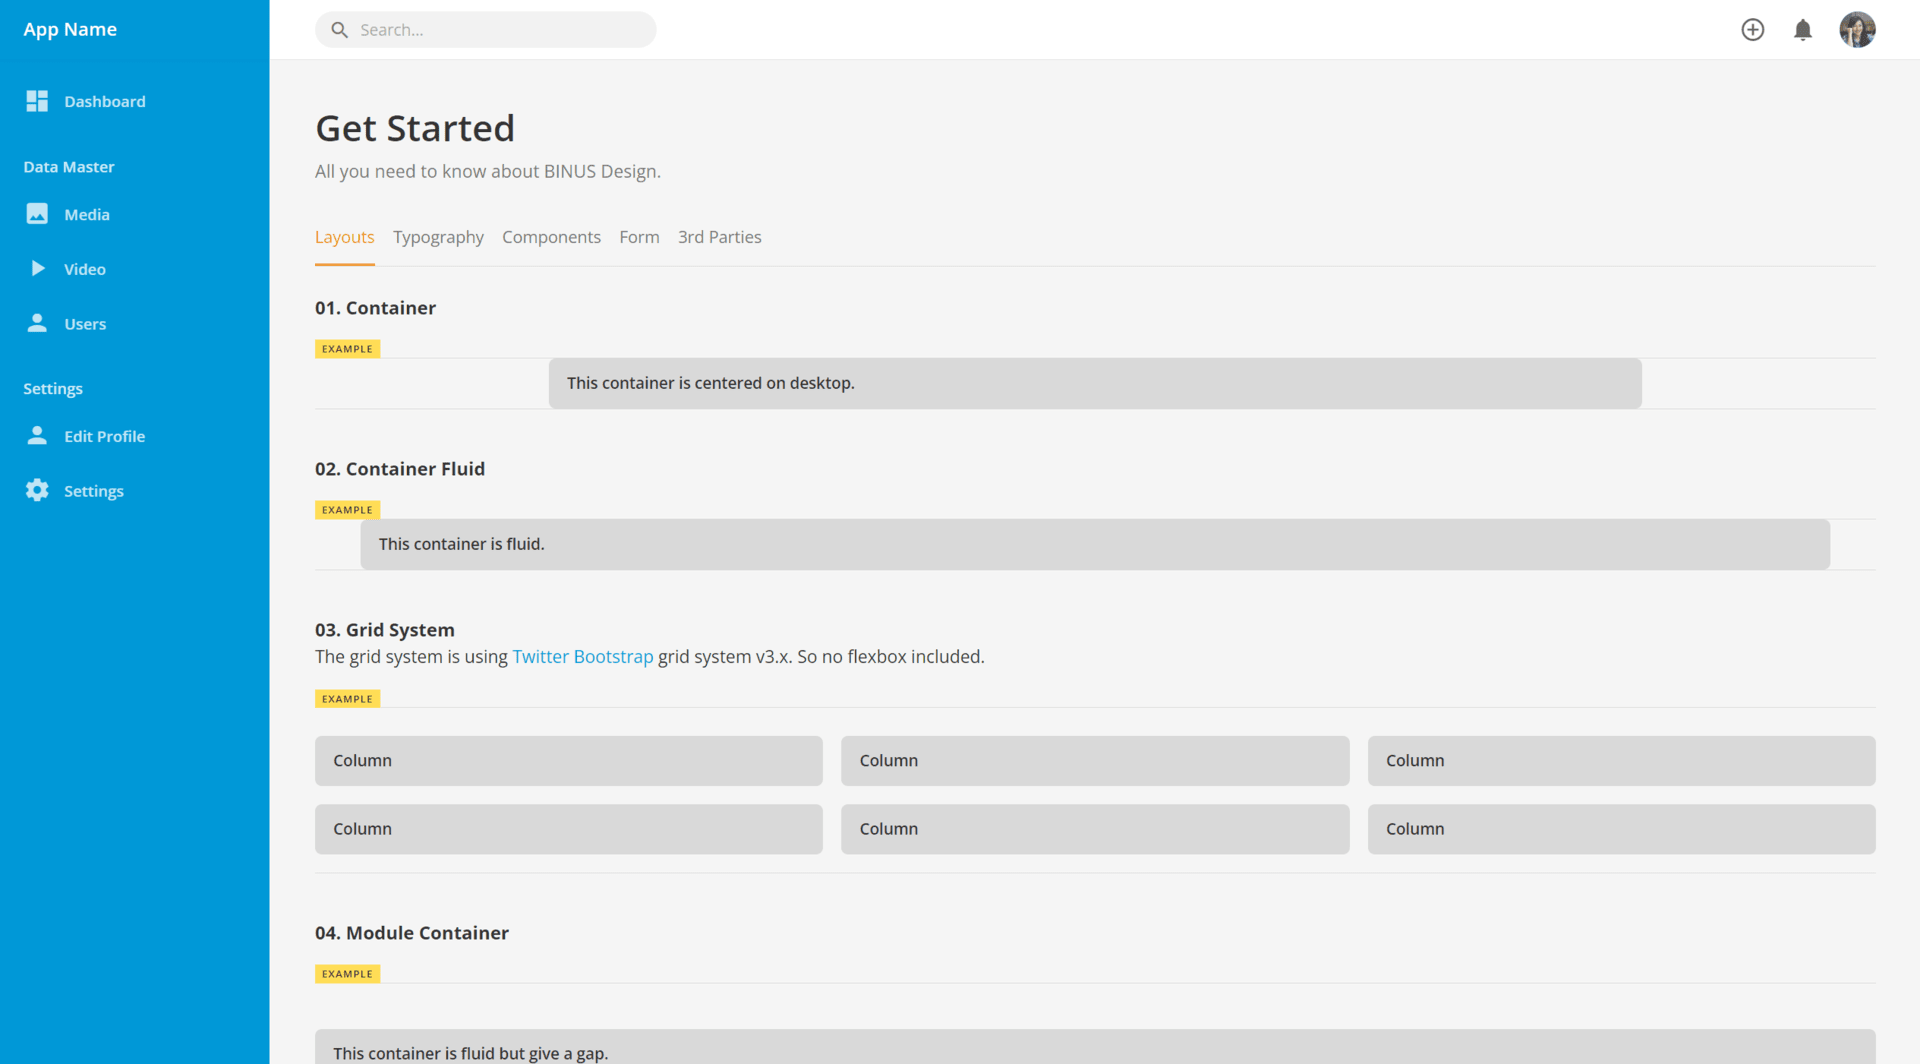 App Name
Search...
Dashboard
Data Master
Media
Video
Users
Settings
Edit Profile
Settings
Get Started
All you need to know about BINUS Design.
Layouts Typography Components Form 3rd Parties
01. Container
EXAMPLE
This container is centered on desktop.
02. Container Fluid
EXAMPLE
This container is fluid.
03. Grid System
The grid system is using Twitter Bootstrap grid system v3.x. So no flexbox included.
EXAMPLE
Column Column Column
Column Column Column
04. Module Container
EXAMPLE
This container is fluid but give a gap.